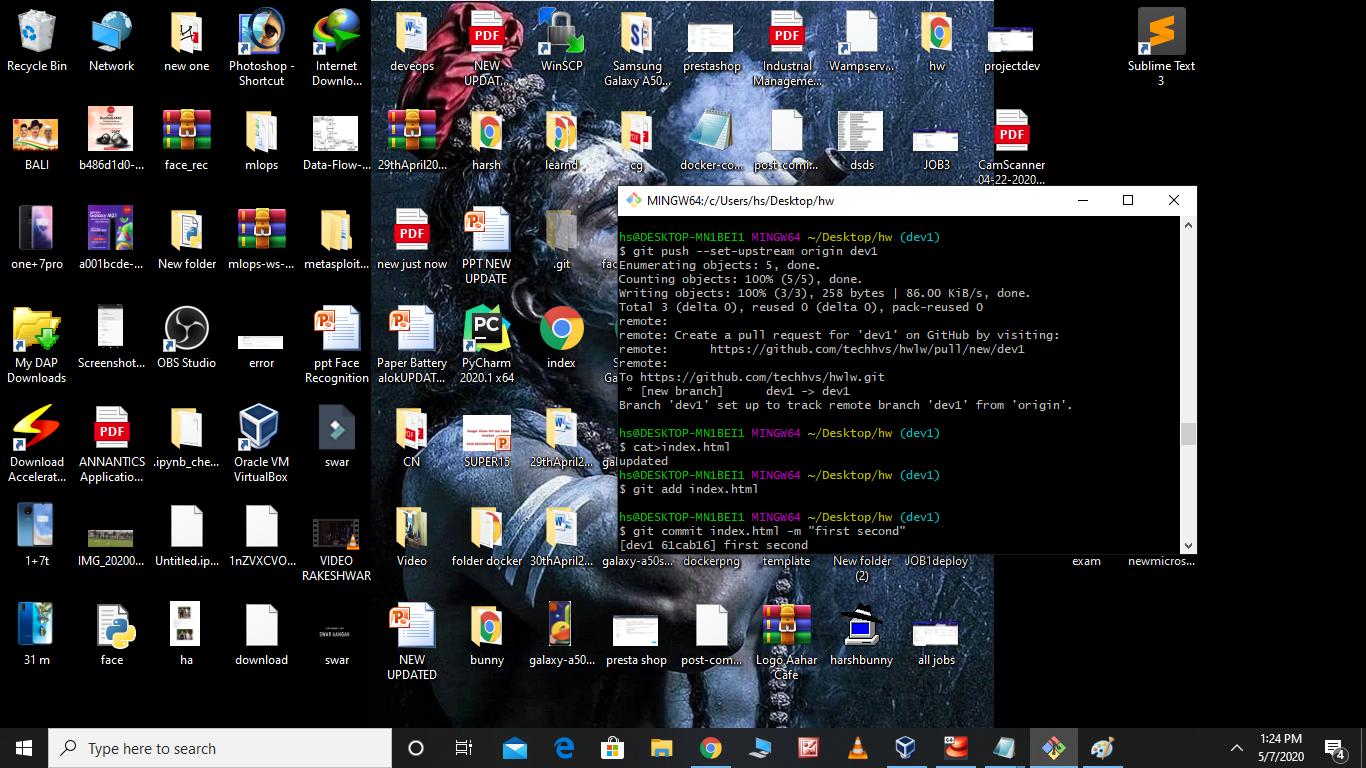 Recycle Bin
Network
new one
Photoshop -
Shortcut
Internet
Downlo...
deveops
NEW
UPDAT...
WinSCP
Samsung
Galaxy A50...
prestashop
Industrial
Manageme...
Wampserv...
hw
projectdev
Sublime Text
3
BALI
b486d1d0-...
face_rec
mlops
Data-Flow-...
29thApril20...
harsh
learnd
cg
docker-co...
post-comi...
dsds
JOB3
CamScanner
04-22-2020...
one+7pro
a001bcde-...
New folder
mlops-ws-...
metasploit...
new just now
PPT NEW
UPDATE
.git
My DAP
Downloads
Screenshot...
OBS Studio
error
ppt Face
Recognition
Paper Battery
alokUPDAT...
PyCharm
2020.1 x64
index
Download
Accelerat...
ANNANTICS
Applicatio...
.ipynb_che...
Oracle VM
VirtualBox
swar
CN
SUPER15
29thApril2...
1+7t
IMG_20200...
Untitled.ip...
1nZVXCVO...
VIDEO
RAKESHWAR
Video
folder docker
30thApril2...
galaxy-a50s...
dockerpng
template
New folder
(2)
JOB1deploy
exam
newmicros...
31 m
face
ha
download
swar
NEW
UPDATED
bunny
galaxy-a50...
presta shop
post-com...
Logo Aahar
Cafe
harshbunny
all jobs
MINGW64:/c/Users/hs/Desktop/hw
hs@DESKTOP-MN1BEI1 MINGW64 ~/Desktop/hw (dev1)
$ git push --set-upstream origin dev1
Enumerating objects: 5, done.
Counting objects: 100% (5/5), done.
Writing objects: 100% (3/3), 258 bytes | 86.00 KiB/s, done.
Total 3 (delta 0), reused 0 (delta 0), pack-reused 0
remote:
remote: Create a pull request for 'dev1' on GitHub by visiting:
remote:      https://github.com/techhvs/hwlw/pull/new/dev1
remote:
To https://github.com/techhvs/hwlw.git
 * [new branch]      dev1 -> dev1
Branch 'dev1' set up to track remote branch 'dev1' from 'origin'.
hs@DESKTOP-MN1BEI1 MINGW64 ~/Desktop/hw (dev1)
$ cat>index.html
updated
hs@DESKTOP-MN1BEI1 MINGW64 ~/Desktop/hw (dev1)
$ git add index.html
hs@DESKTOP-MN1BEI1 MINGW64 ~/Desktop/hw (dev1)
$ git commit index.html -m "first second"
[dev1 61cab16] first second
Type here to search
1:24 PM
5/7/2020
4